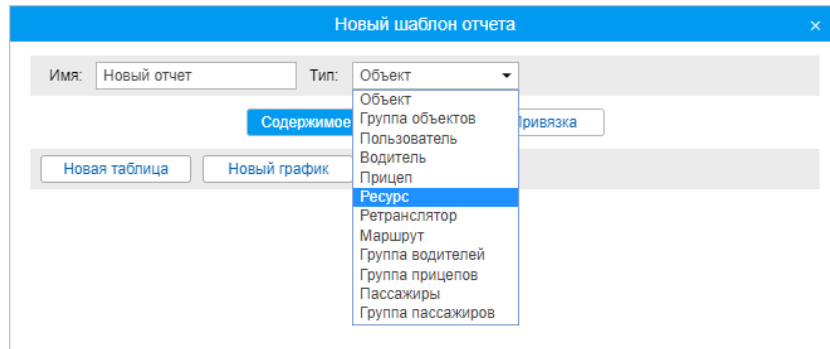 Новый шаблон отчета ×
Имя: Новый отчет Тип: Объект
Объект
Содержимое Группа объектов Привязка
Пользователь
Водитель
Новая таблица Новый график Прицеп
Ресурс
Ретранслятор
Маршрут
Группа водителей
Группа прицепов
Пассажиры
Группа пассажиров